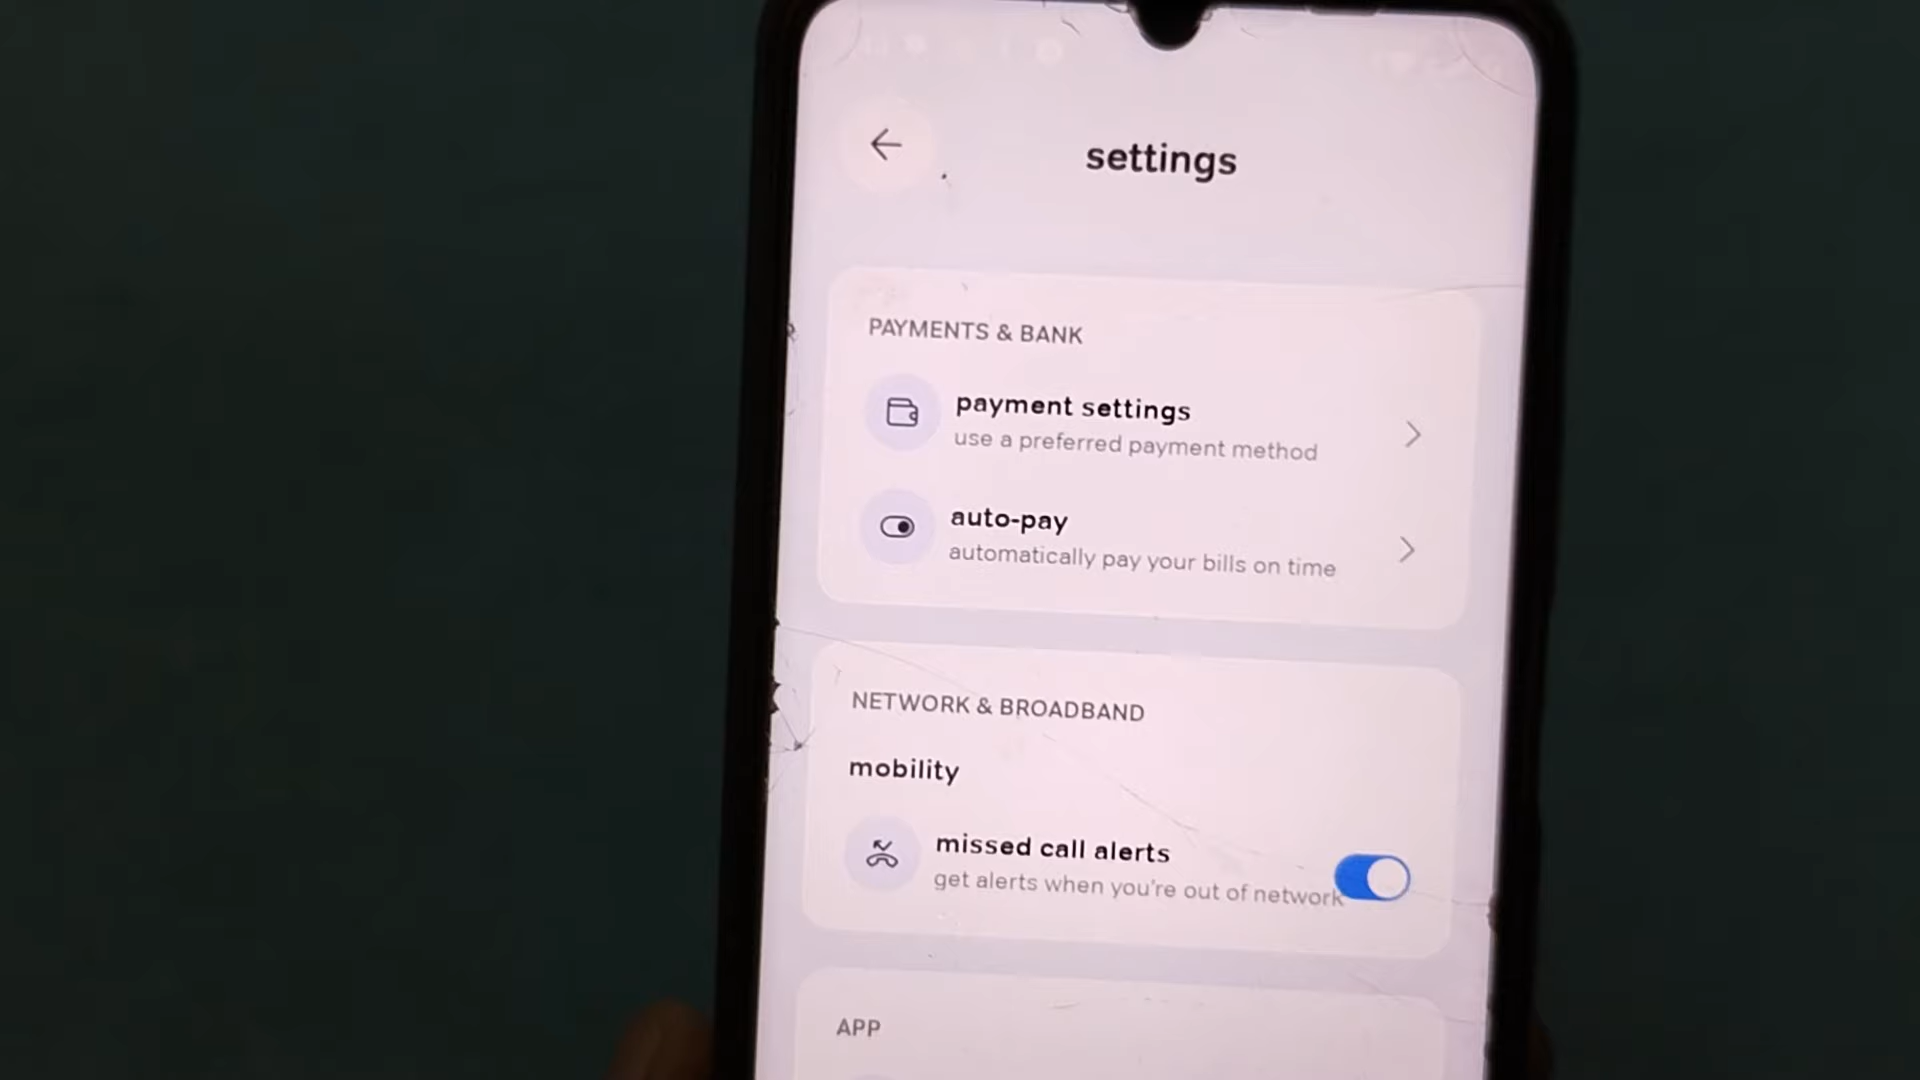 settings
PAYMENTS & BANK
payment settings
use a preferred payment method
auto-pay
automatically pay your bills on time
NETWORK & BROADBAND
mobility
missed call alerts
get alerts when you're out of network
APP